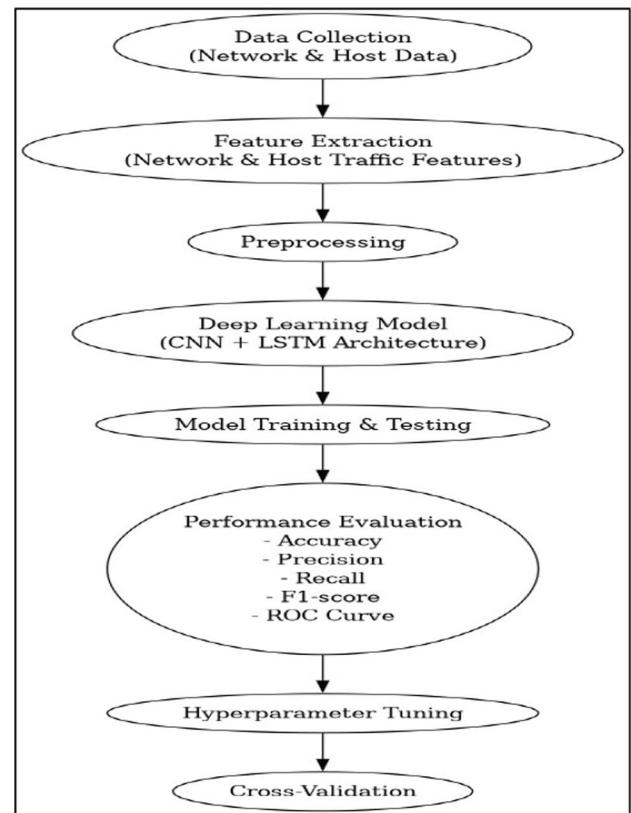 Data Collection
(Network & Host Data)
Feature Extraction
(Network & Host Traffic Features)
Preprocessing
Deep Learning Model
(CNN + LSTM Architecture)
Model Training & Testing
Performance Evaluation
- Accuracy
- Precision
- Recall
- F1-score
- ROC Curve
Hyperparameter Tuning
Cross-Validation